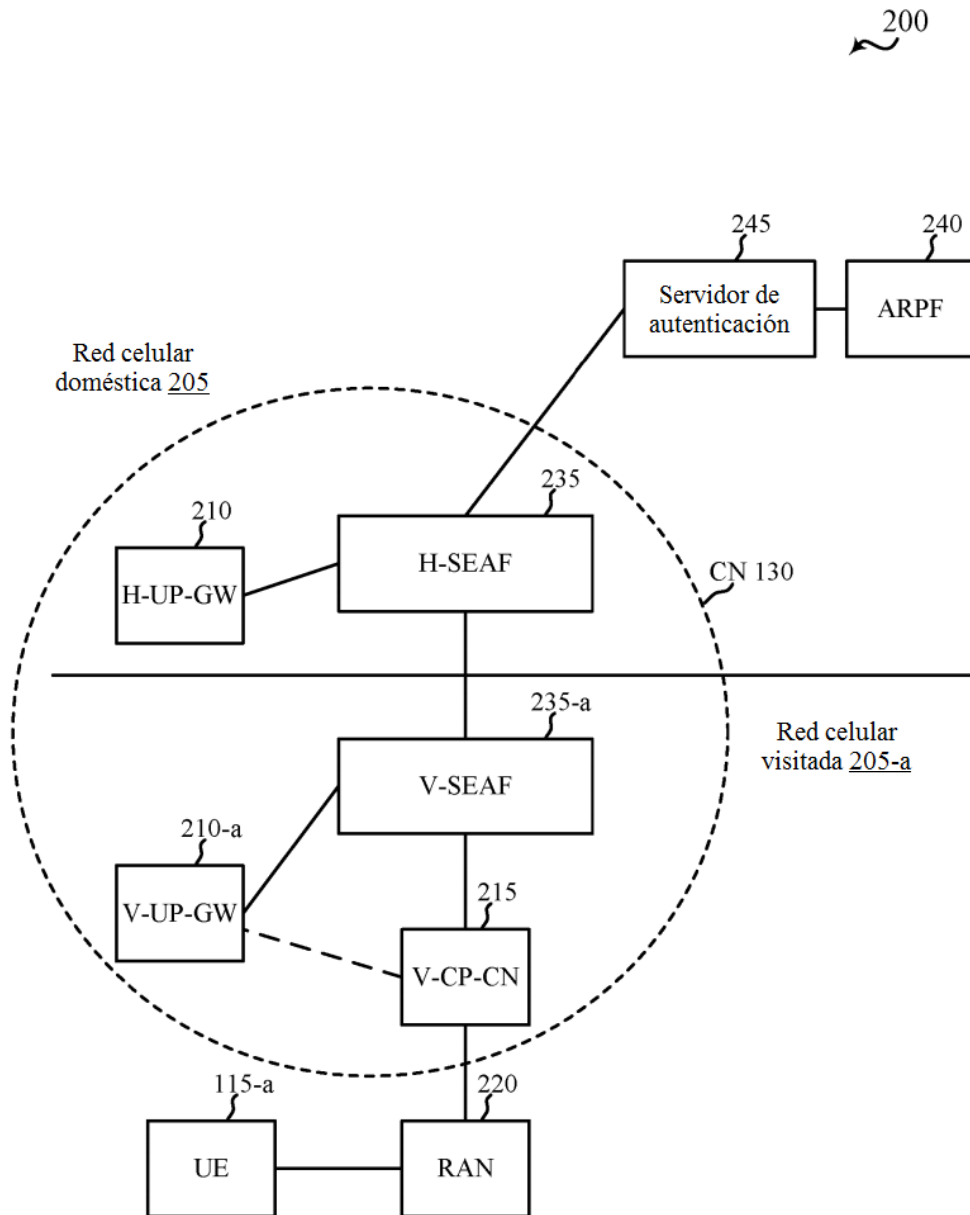 200
245
240
Servidor de
autenticación
ARPF
Red celular
doméstica 205
235
210
H-SEAF
CN 130
H-UP-GW
235-a
Red celular
visitada 205-a
V-SEAF
210-a
215
V-UP-GW
V-CP-CN
115-a
220
UE
RAN